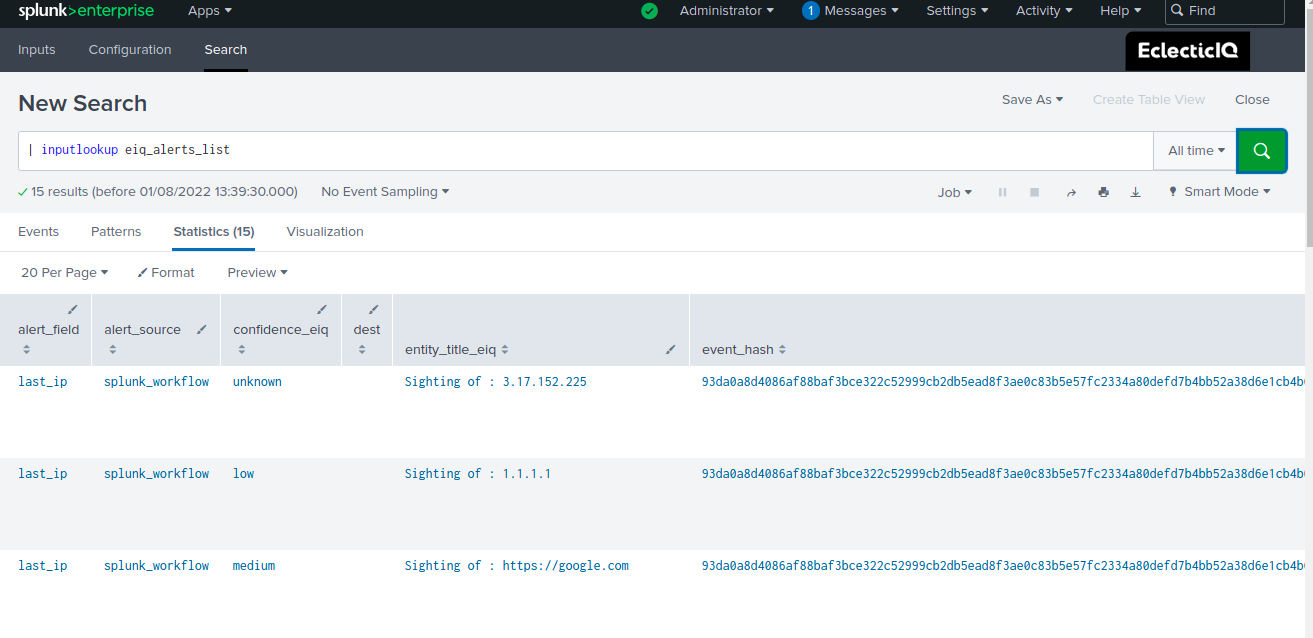 splunk>enterprise Apps Administrator 1 Messages Settings Activity Help Find
Inputs Configuration Search EclecticIQ
New Search Save As Create Table View Close
| inputlookup eiq_alerts_list All time
15 results (before 01/08/2022 13:39:30.000) No Event Sampling Job Smart Mode
Events Patterns Statistics (15) Visualization
20 Per Page Format Preview
alert_field alert_source confidence_eiq dest entity_title_eiq event_hash
last_ip splunk_workflow unknown Sighting of : 3.17.152.225 93da0a8d4086af88baf3bce322c52999cb2db5ead8f3ae0c83b5e57fc2334a80defd7b4bb52a38d6e1cb4b
last_ip splunk_workflow low Sighting of : 1.1.1.1 93da0a8d4086af88baf3bce322c52999cb2db5ead8f3ae0c83b5e57fc2334a80defd7b4bb52a38d6e1cb4b
last_ip splunk_workflow medium Sighting of : https://google.com 93da0a8d4086af88baf3bce322c52999cb2db5ead8f3ae0c83b5e57fc2334a80defd7b4bb52a38d6e1cb4b